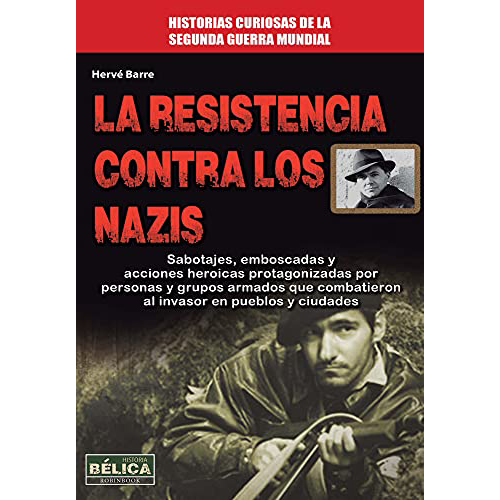 HISTORIAS CURIOSAS DE LA
SEGUNDA GUERRA MUNDIAL
Hervé Barre
LA RESISTENCIA
CONTRA LOS
NAZIS
Sabotajes, emboscadas y
acciones heroicas protagonizadas por
personas y grupos armados que combatieron
al invasor en pueblos y ciudades
HISTORIA
BÉLICA
ROBINBOOK